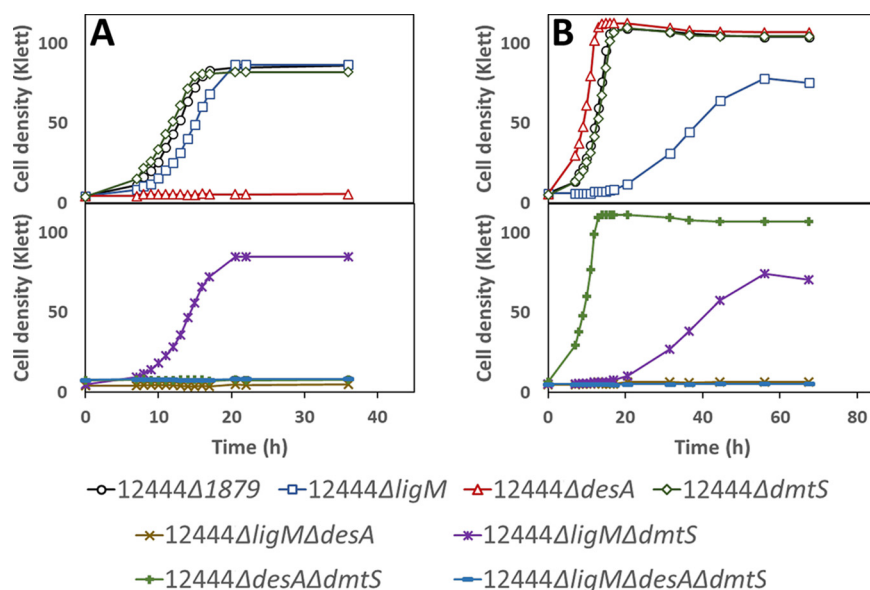 A
B
Cell density (Klett)
100
50
0
Cell density (Klett)
100
50
0
Cell density (Klett)
100
50
0
0
10
20
30
40
Time (h)
Cell density (Klett)
100
50
0
0
20
40
60
80
Time (h)
12444Δ1879
12444ΔligM
12444ΔdesA
12444ΔdmtS
12444ΔligMΔdesA
12444ΔligMΔdmtS
12444ΔdesAΔdmtS
12444ΔligMΔdesAΔdmtS